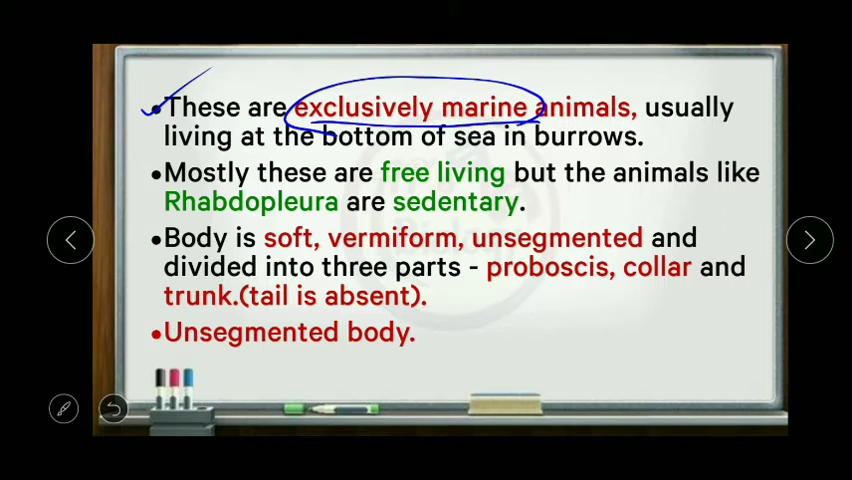 •These are exclusively marine animals, usually
living at the bottom of sea in burrows.
•Mostly these are free living but the animals like
Rhabdopleura are sedentary.
•Body is soft, vermiform, unsegmented and
divided into three parts - proboscis, collar and
trunk.(tail is absent).
•Unsegmented body.